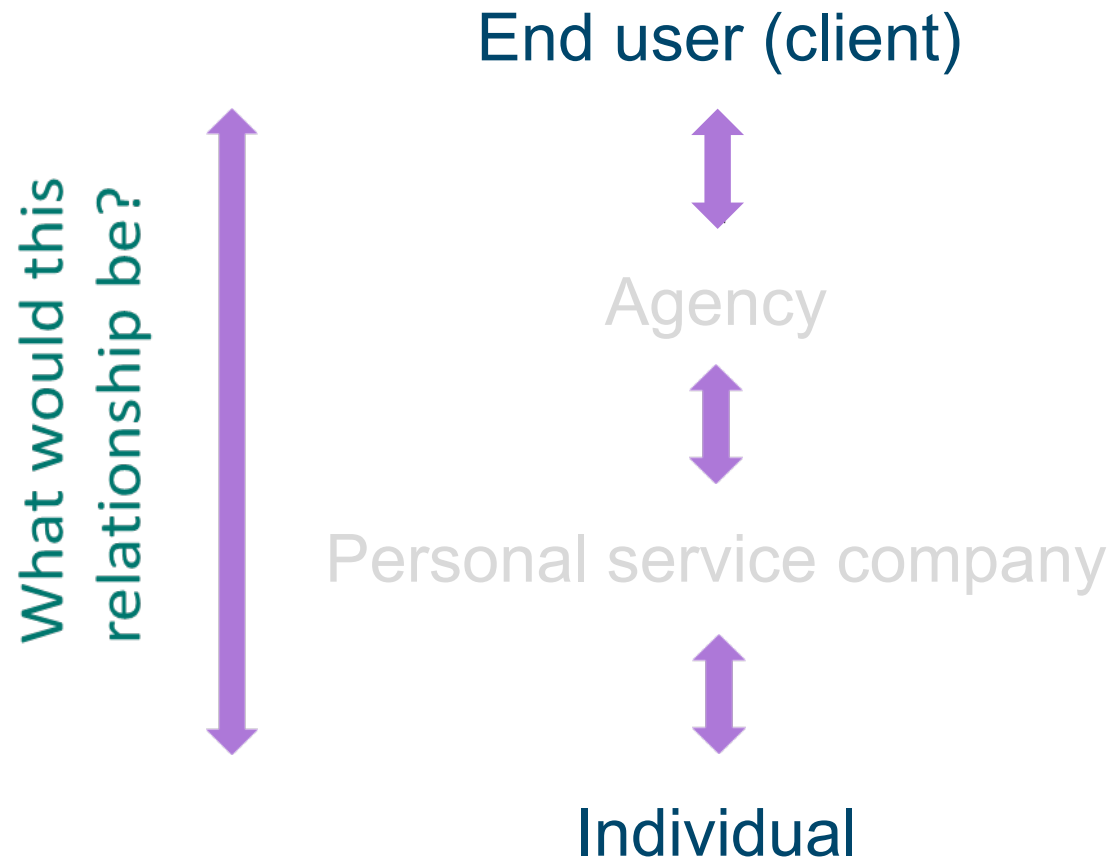 End user (client)
What would this
relationship be?
Agency
Personal service company
Individual